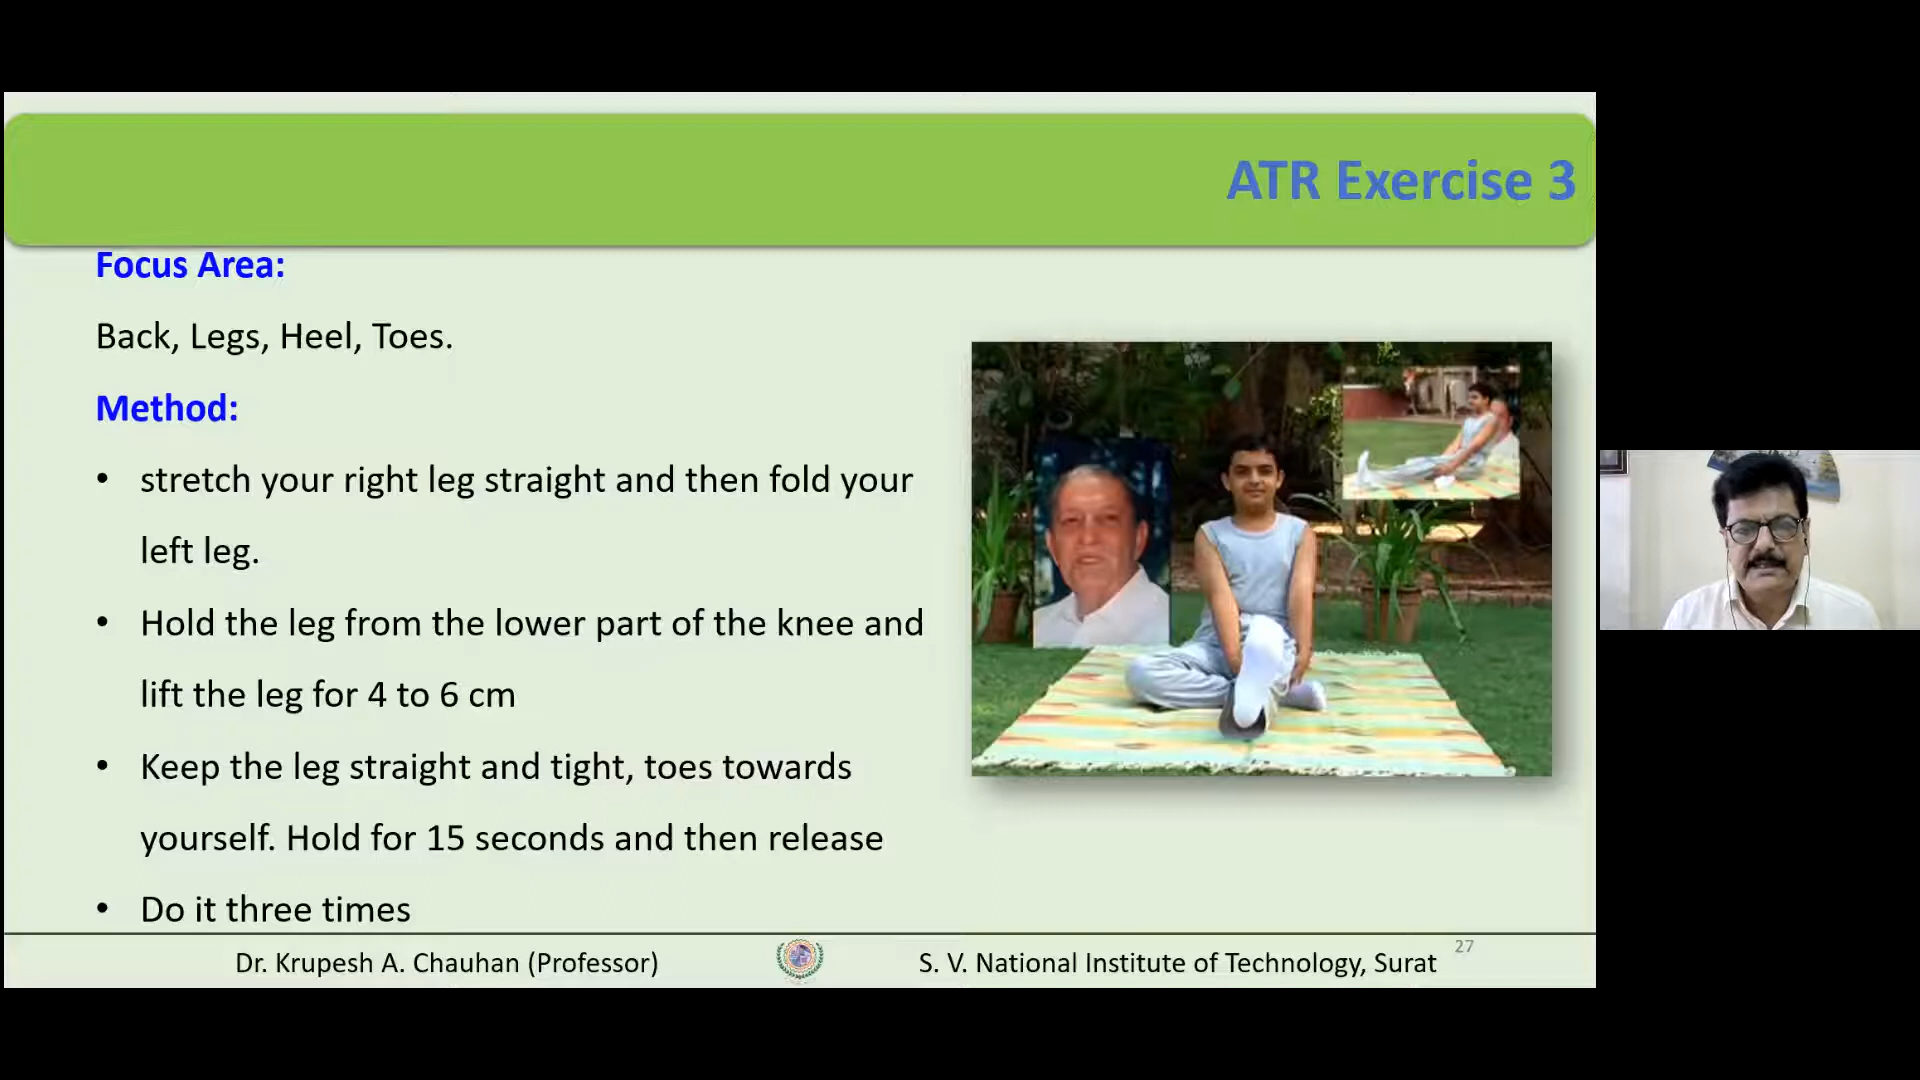 ATR Exercise 3
Focus Area:
Back, Legs, Heel, Toes.
Method:
• stretch your right leg straight and then fold your
left leg.
• Hold the leg from the lower part of the knee and
lift the leg for 4 to 6 cm
• Keep the leg straight and tight, toes towards
yourself. Hold for 15 seconds and then release
• Do it three times
Dr. Krupesh A. Chauhan (Professor)
S. V. National Institute of Technology, Surat
27